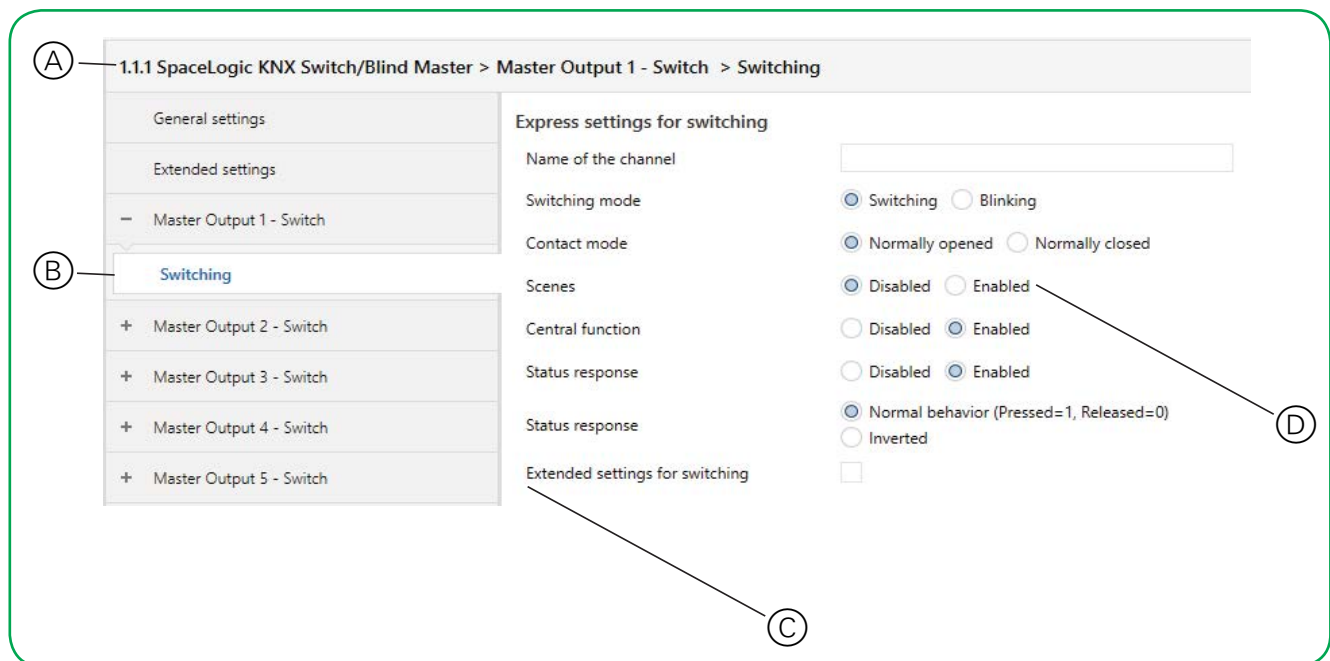 A
1.1.1 SpaceLogic KNX Switch/Blind Master > Master Output 1 - Switch > Switching
General settings
Extended settings
− Master Output 1 - Switch
B
Switching
+ Master Output 2 - Switch
+ Master Output 3 - Switch
+ Master Output 4 - Switch
+ Master Output 5 - Switch
Express settings for switching
Name of the channel
Switching mode Switching Blinking
Contact mode Normally opened Normally closed
Scenes Disabled Enabled
Central function Disabled Enabled
Status response Disabled Enabled
Status response Normal behavior (Pressed=1, Released=0)
Inverted
Extended settings for switching
D
C